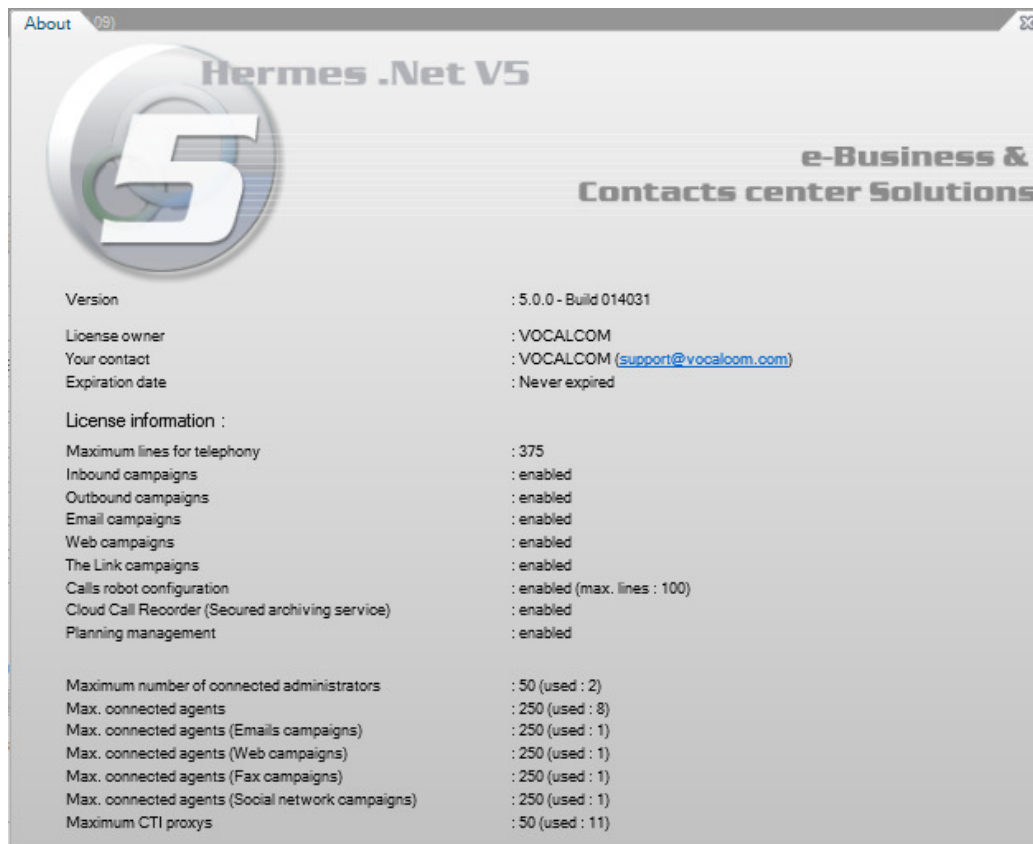 About 09)
Hermes .Net V5
5
e-Business &
Contacts center Solutions
Version : 5.0.0 - Build 014031
License owner : VOCALCOM
Your contact : VOCALCOM (support@vocalcom.com)
Expiration date : Never expired
License information :
Maximum lines for telephony : 375
Inbound campaigns : enabled
Outbound campaigns : enabled
Email campaigns : enabled
Web campaigns : enabled
The Link campaigns : enabled
Calls robot configuration : enabled (max. lines : 100)
Cloud Call Recorder (Secured archiving service) : enabled
Planning management : enabled
Maximum number of connected administrators : 50 (used : 2)
Max. connected agents : 250 (used : 8)
Max. connected agents (Emails campaigns) : 250 (used : 1)
Max. connected agents (Web campaigns) : 250 (used : 1)
Max. connected agents (Fax campaigns) : 250 (used : 1)
Max. connected agents (Social network campaigns) : 250 (used : 1)
Maximum CTI proxys : 50 (used : 11)